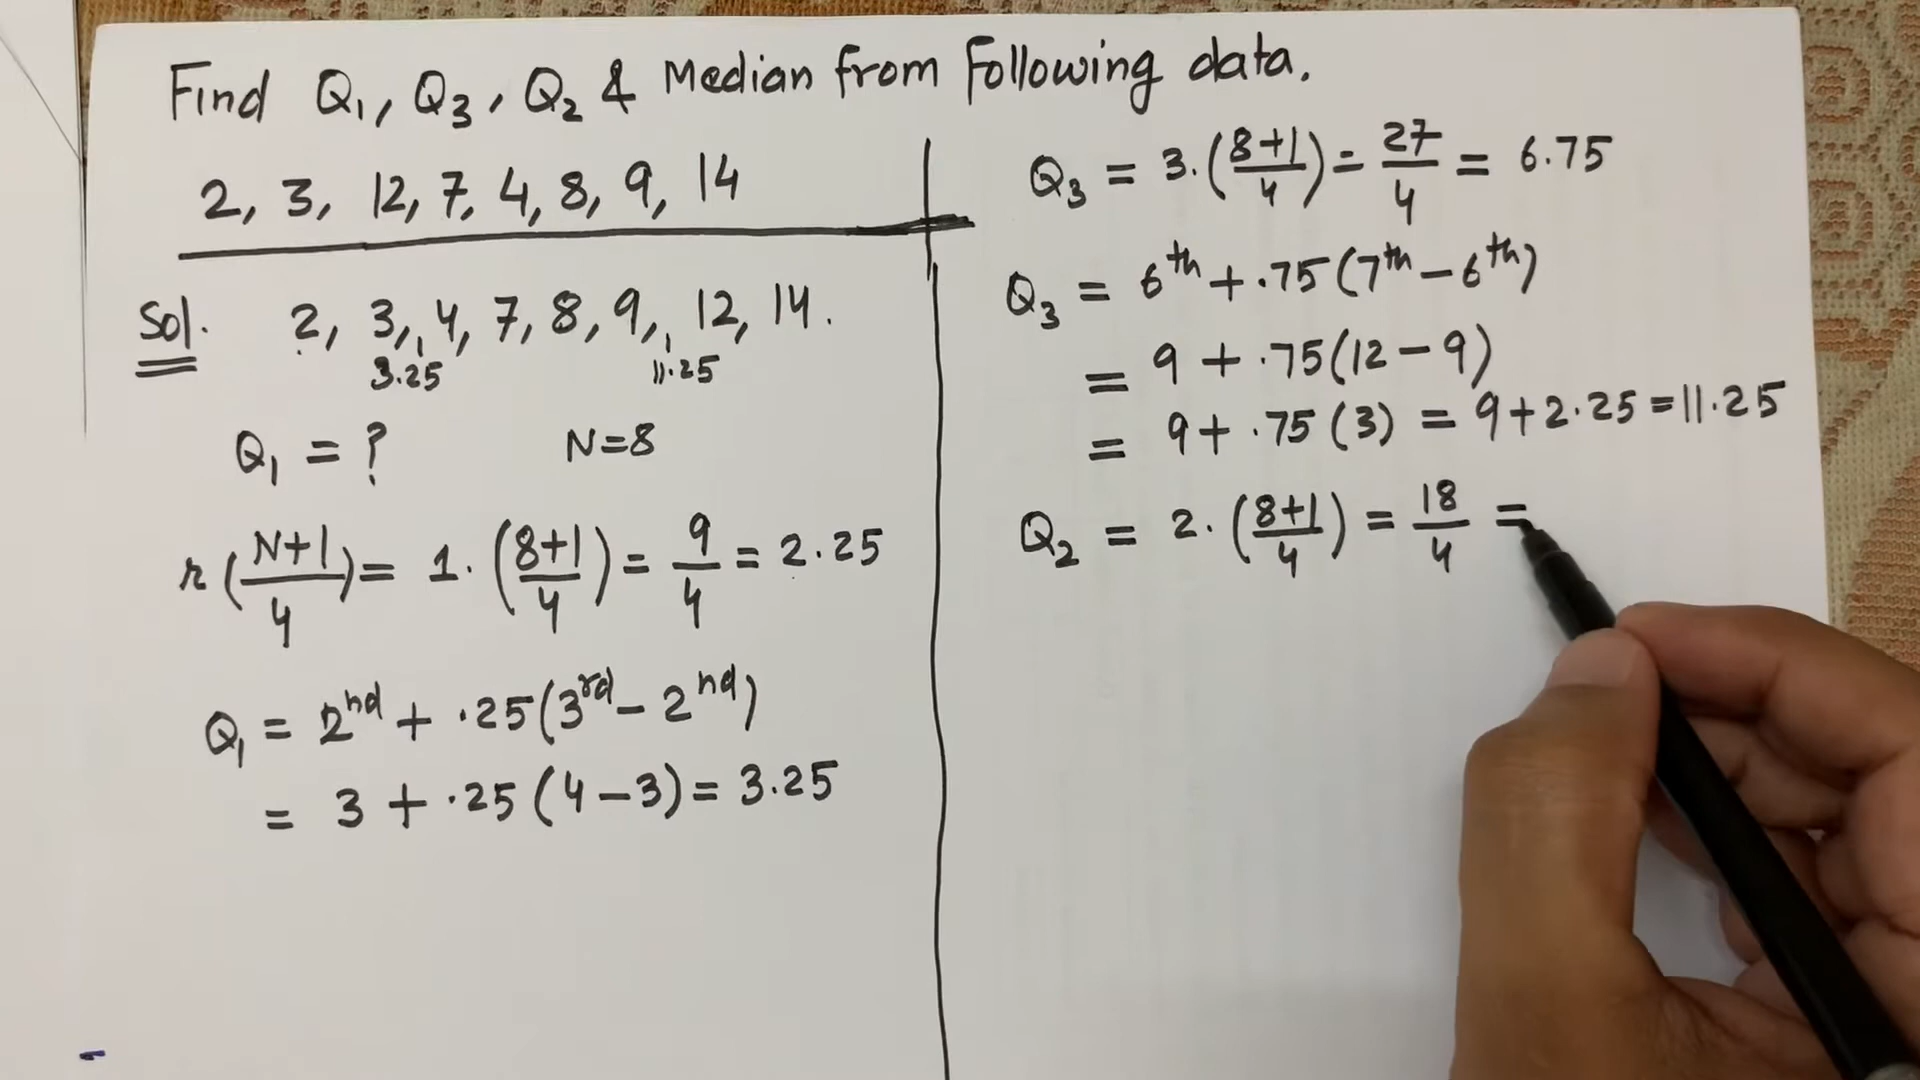 Find Q₁, Q₃, Q₂ & Median from Following data.
2, 3, 12, 7, 4, 8, 9, 14
Sol. 2, 3, 4, 7, 8, 9, 12, 14.
3.25 11.25
Q₁ = ? N=8
r(N+1/4) = 1.(8+1/4) = 9/4 = 2.25
Q₁ = 2nd + .25(3rd - 2nd)
= 3 + .25(4-3) = 3.25
Q₃ = 3.(8+1/4) = 27/4 = 6.75
Q₃ = 6th + .75(7th - 6th)
= 9 + .75(12-9)
= 9 + .75(3) = 9+2.25 = 11.25
Q₂ = 2.(8+1/4) = 18/4 =